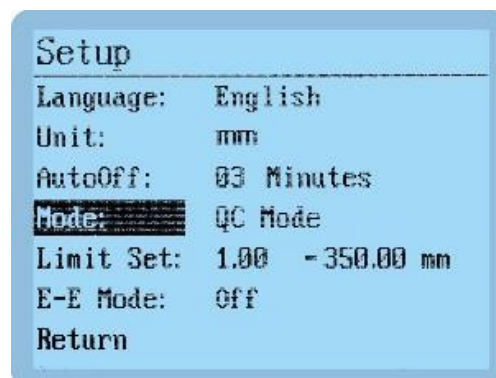 Setup
Language: English
Unit: mm
AutoOff: 03 Minutes
Mode: QC Mode
Limit Set: 1.00 -350.00 mm
E-E Mode: Off
Return